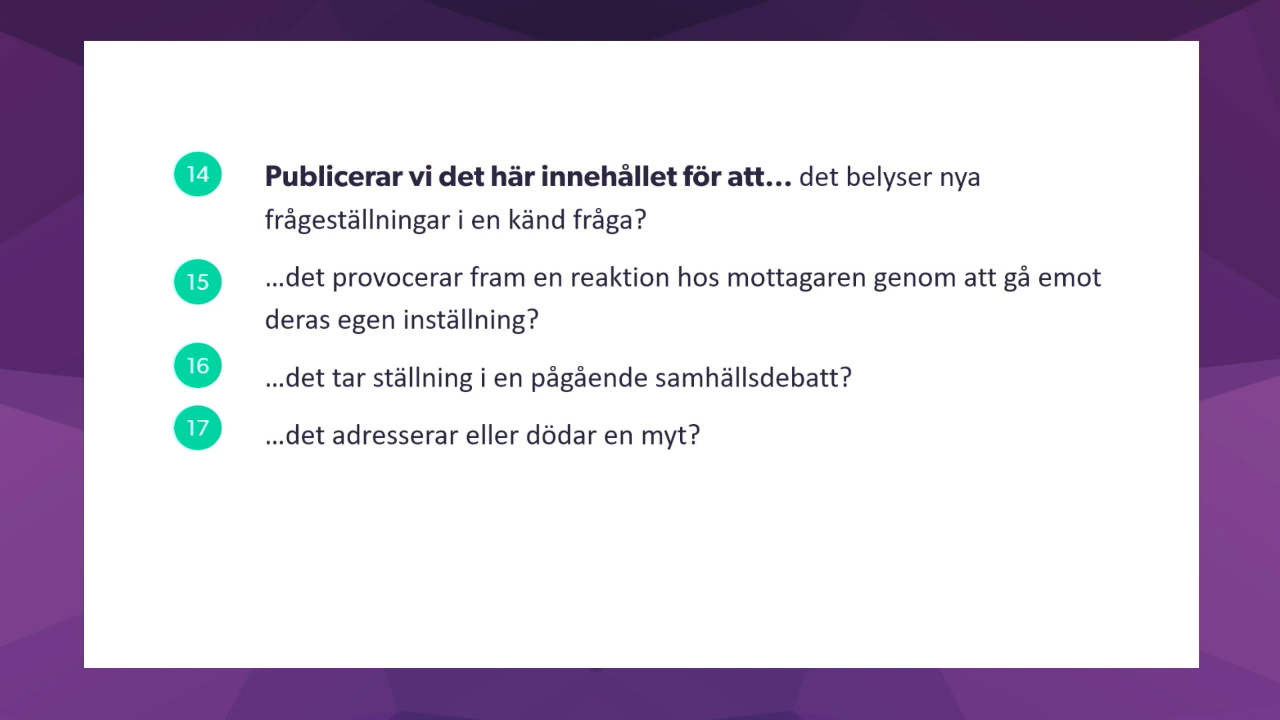 14 Publicerar vi det här innehållet för att... det belyser nya
frågeställningar i en känd fråga?
15 ...det provocerar fram en reaktion hos mottagaren genom att gå emot
deras egen inställning?
16 ...det tar ställning i en pågående samhällsdebatt?
17 ...det adresserar eller dödar en myt?